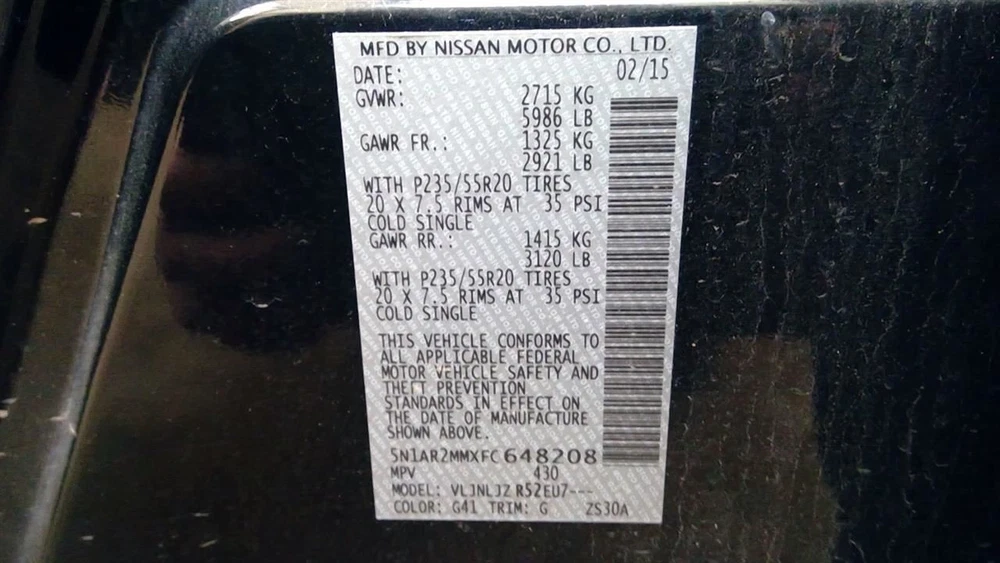 MFD BY NISSAN MOTOR CO., LTD.
DATE: 02/15
GVWR: 2715 KG
5986 LB
GAWR FR.: 1325 KG
2921 LB
WITH P235/55R20 TIRES
20 X 7.5 RIMS AT 35 PSI
COLD SINGLE
GAWR RR.: 1415 KG
3120 LB
WITH P235/55R20 TIRES
20 X 7.5 RIMS AT 35 PSI
COLD SINGLE
THIS VEHICLE CONFORMS TO
ALL APPLICABLE FEDERAL
MOTOR VEHICLE SAFETY AND
THEFT PREVENTION
STANDARDS IN EFFECT ON
THE DATE OF MANUFACTURE
SHOWN ABOVE.
5N1AR2MMXFC648208
MPV 430
MODEL: VLJNLJZ R52EU7---
COLOR: G41 TRIM: G ZS30A